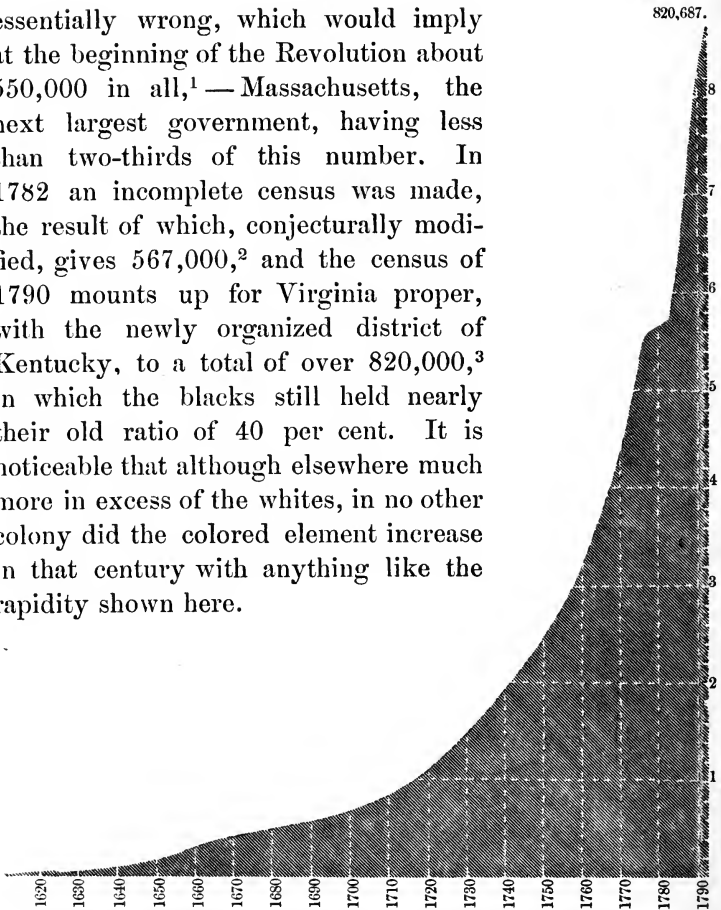 essentially wrong, which would imply
at the beginning of the Revolution about
550,000 in all,¹ — Massachusetts, the
next largest government, having less
than two-thirds of this number. In
1782 an incomplete census was made,
the result of which, conjecturally modi-
fied, gives 567,000,² and the census of
1790 mounts up for Virginia proper,
with the newly organized district of
Kentucky, to a total of over 820,000,³
in which the blacks still held nearly
their old ratio of 40 per cent. It is
noticeable that although elsewhere much
more in excess of the whites, in no other
colony did the colored element increase
in that century with anything like the
rapidity shown here.
820,687.
8
7
6
5
4
3
2
1
1620 1630 1640 1650 1660 1670 1680 1690 1700 1710 1720 1730 1740 1750 1760 1770 1780 1790